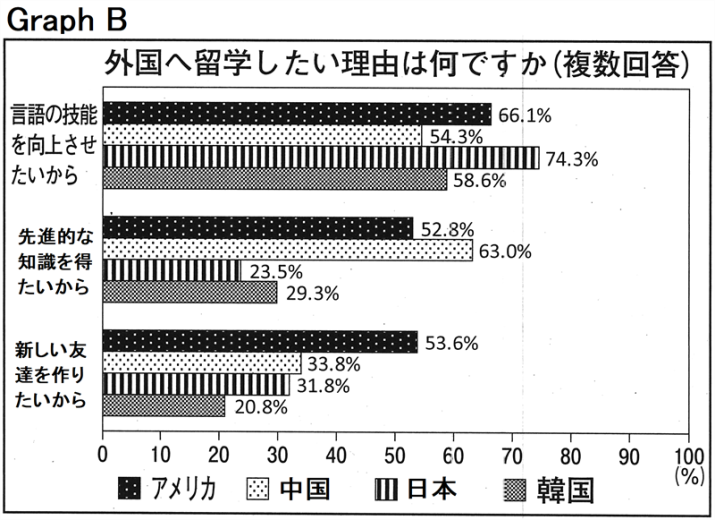 Graph B
外国へ留学したい理由は何ですか(複数回答)
言語の技能
を向上させ
たいから
66.1%
54.3%
74.3%
58.6%
先進的な
知識を得
たいから
52.8%
63.0%
23.5%
29.3%
新しい友
達を作り
たいから
53.6%
33.8%
31.8%
20.8%
0 10 20 30 40 50 60 70 80 90 100
(%)
アメリカ 中国 日本 韓国